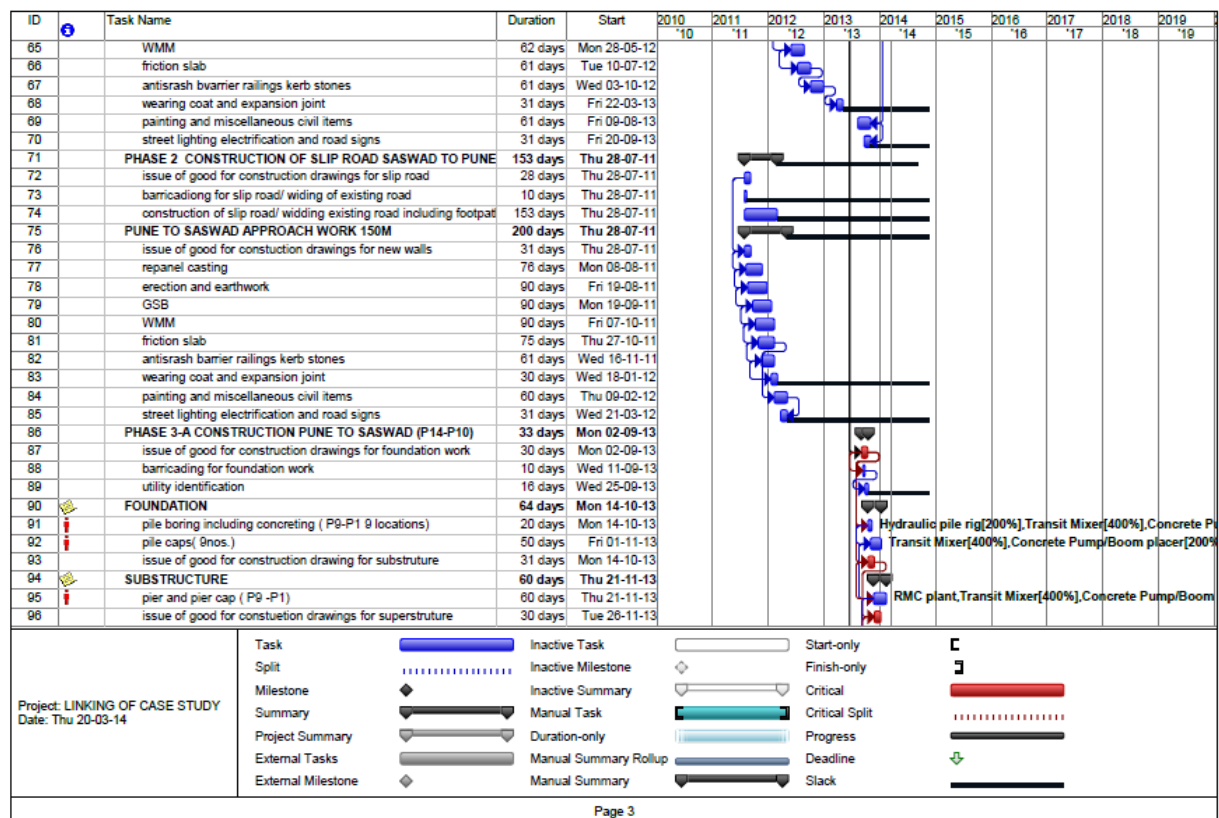 ID Task Name Duration Start 2010 2011 2012 2013 2014 2015 2016 2017 2018 2019
'10 '11 '12 '13 '14 '15 '16 '17 '18 '19
65 WMM 62 days Mon 28-05-12
66 friction slab 61 days Tue 10-07-12
67 antisrash bvarrier railings kerb stones 61 days Wed 03-10-12
68 wearing coat and expansion joint 31 days Fri 22-03-13
69 painting and miscellaneous civil items 61 days Fri 09-08-13
70 street lighting electrification and road signs 31 days Fri 20-09-13
71 PHASE 2 CONSTRUCTION OF SLIP ROAD SASWAD TO PUNE 153 days Thu 28-07-11
72 issue of good for construction drawings for slip road 28 days Thu 28-07-11
73 barricadiong for slip road/ widing of existing road 10 days Thu 28-07-11
74 construction of slip road/ widding existing road including footpat 153 days Thu 28-07-11
75 PUNE TO SASWAD APPROACH WORK 150M 200 days Thu 28-07-11
76 issue of good for constuction drawings for new walls 31 days Thu 28-07-11
77 repanel casting 76 days Mon 08-08-11
78 erection and earthwork 90 days Fri 19-08-11
79 GSB 90 days Mon 19-09-11
80 WMM 90 days Fri 07-10-11
81 friction slab 75 days Thu 27-10-11
82 antisrash barrier railings kerb stones 61 days Wed 16-11-11
83 wearing coat and expansion joint 30 days Wed 18-01-12
84 painting and miscellaneous civil items 60 days Thu 09-02-12
85 street lighting electrification and road signs 31 days Wed 21-03-12
86 PHASE 3-A CONSTRUCTION PUNE TO SASWAD (P14-P10) 33 days Mon 02-09-13
87 issue of good for construction drawings for foundation work 30 days Mon 02-09-13
88 barricading for foundation work 10 days Wed 11-09-13
89 utility identification 16 days Wed 25-09-13
90 FOUNDATION 64 days Mon 14-10-13
91 pile boring including concreting ( P9-P1 9 locations) 20 days Mon 14-10-13 Hydraulic pile rig[200%],Transit Mixer[400%],Concrete Pu
92 pile caps( 9nos.) 50 days Fri 01-11-13 Transit Mixer[400%],Concrete Pump/Boom placer[200%
93 issue of good for construction drawing for substruture 31 days Mon 14-10-13
94 SUBSTRUCTURE 60 days Thu 21-11-13
95 pier and pier cap ( P9 -P1) 60 days Thu 21-11-13 RMC plant,Transit Mixer[400%],Concrete Pump/Boom
96 issue of good for constuetion drawings for superstruture 30 days Tue 26-11-13
Project: LINKING OF CASE STUDY
Date: Thu 20-03-14
Task Inactive Task Start-only
Split Inactive Milestone Finish-only
Milestone Inactive Summary Critical
Summary Manual Task Critical Split
Project Summary Duration-only Progress
External Tasks Manual Summary Rollup Deadline
External Milestone Manual Summary Slack
Page 3